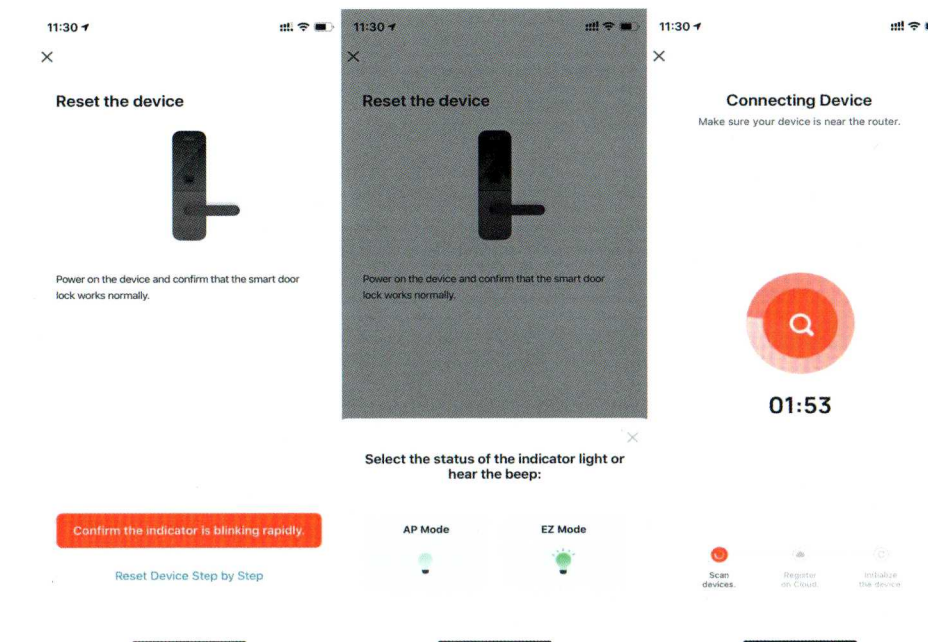 11:30
Reset the device
Power on the device and confirm that the smart door
lock works normally.
Confirm the indicator is blinking rapidly.
Reset Device Step by Step
11:30
Reset the device
Power on the device and confirm that the smart door
lock works normally.
Select the status of the indicator light or
hear the beep:
AP Mode
EZ Mode
11:30
Connecting Device
Make sure your device is near the router.
01:53
Scan
devices.
Register
on Cloud.
Initialize
the device.